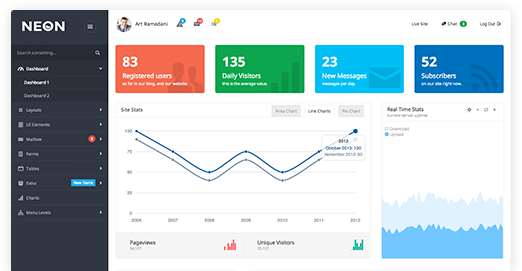 NEON
Art Ramadani
Live Site
Chat
Log Out
Search something...
Dashboard
Dashboard 1
Dashboard 2
Layouts
UI Elements
Mailbox
8
Forms
Tables
Extra
New Items
Charts
Menu Levels
83
Registered users
so far in our blog, and our website.
135
Daily Visitors
this is the average value.
23
New Messages
messages per day.
52
Subscribers
on our site right now.
Site Stats
Area Chart
Line Charts
Pie Chart
100
75
50
25
0
2006
2007
2008
2009
2010
2011
2012
2012
October 2013: 100
November 2013: 90
Pageviews
Unique Visitors
Real Time Stats
current server uptime
Download
Upload